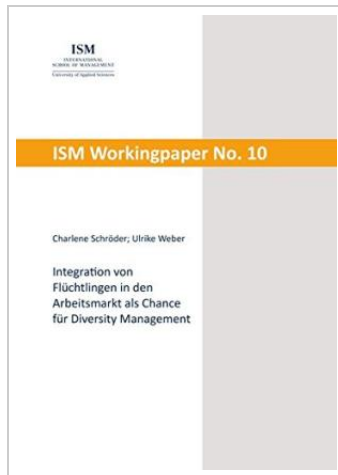 ISM
INTERNATIONAL
SCHOOL OF MANAGEMENT
University of Applied Sciences
ISM Workingpaper No. 10
Charlene Schröder; Ulrike Weber
Integration von
Flüchtlingen in den
Arbeitsmarkt als Chance
für Diversity Management